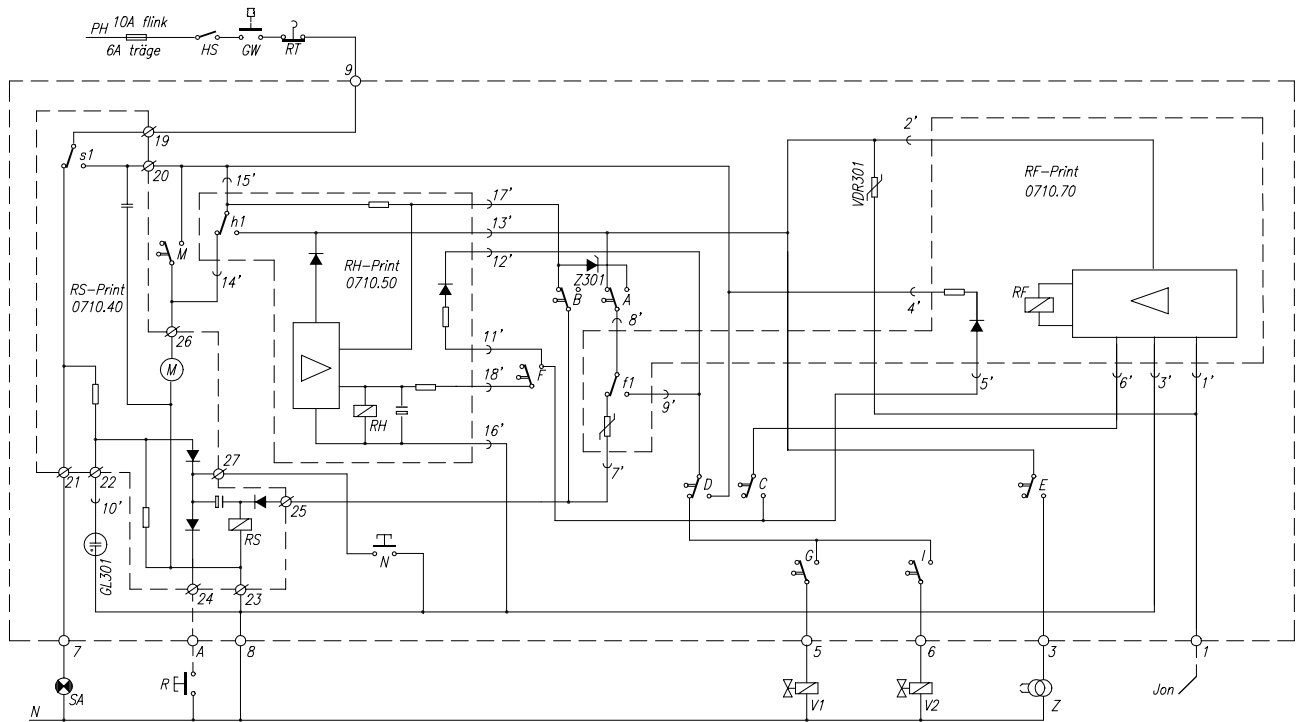 PH 10A flink
6A träge
HS
GW
RT
9
19
s1
20
2'
RF-Print
0710.70
VDR301
15'
17'
h1
13'
M
12'
RH-Print
0710.50
Z301
RS-Print
0710.40
14'
B
A
8'
4'
RF
26
11'
M
F
18'
f1
5'
6'
3'
1'
9'
RH
16'
27
7'
21
22
D
C
E
10'
25
RS
N
GL301
G
I
24
23
7
A
8
5
6
3
1
R
SA
V1
V2
Z
Jon
N